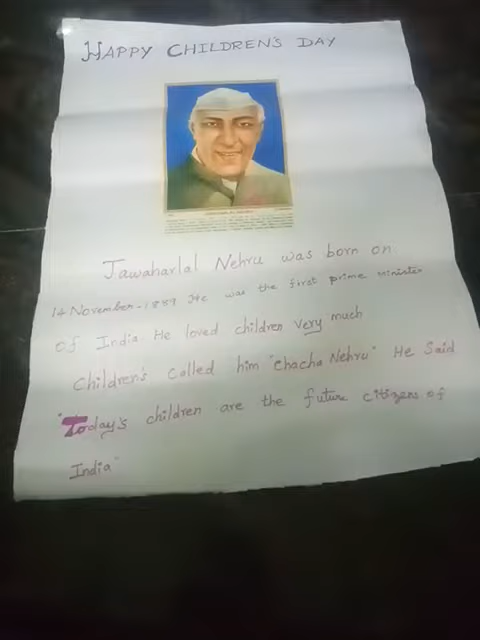 HAPPY CHILDREN'S DAY
Jawaharlal Nehru was born on
14 November-1889 He was the first prime minister
of India He loved children very much
Children's Called him "Chacha Nehru" He Said
"Today's children are the future citizens of
India"